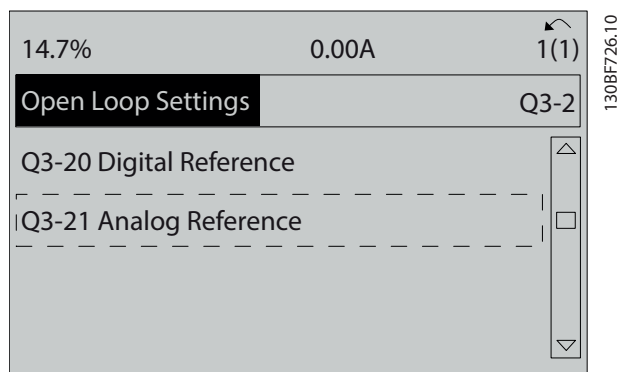 14.7% 0.00A 1(1)
Open Loop Settings Q3-2
Q3-20 Digital Reference
Q3-21 Analog Reference
130BF726.10